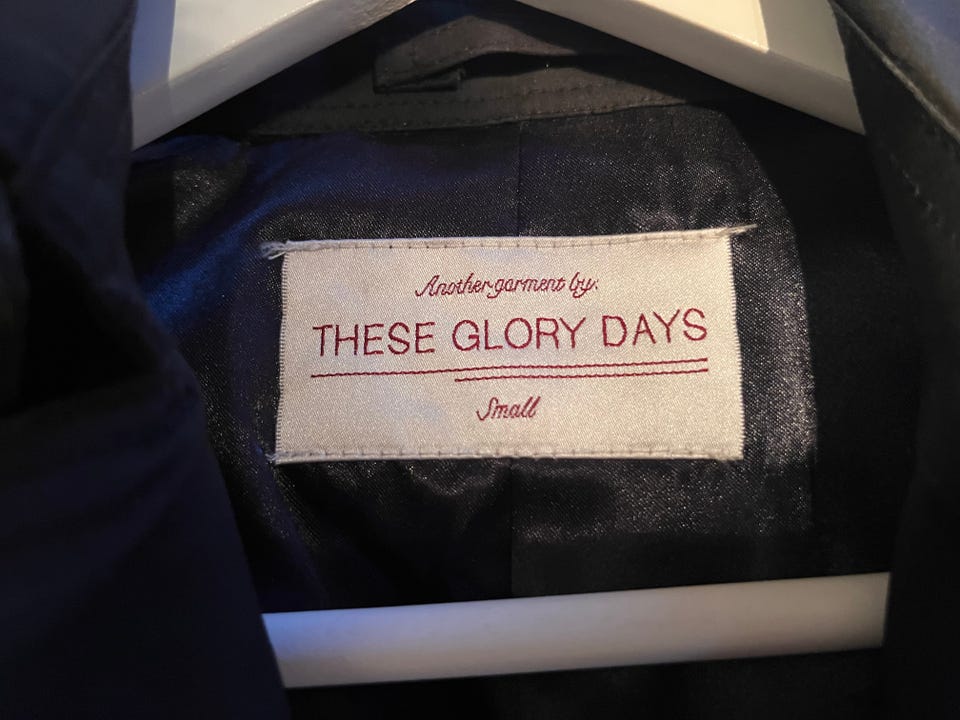 Another garment by:
THESE GLORY DAYS
Small